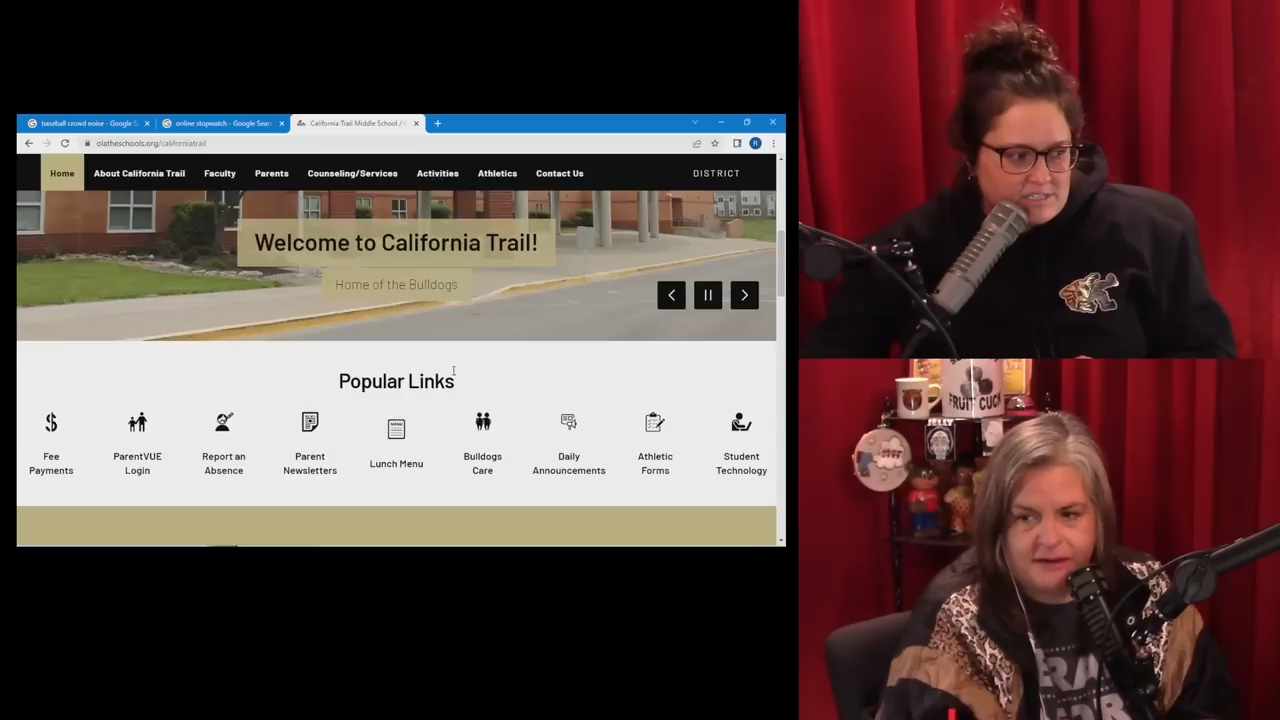 baseball crowd noise - Google S
online stopwatch - Google Sear
California Trail Middle School / C
olatheschools.org/californiatrail
R
Home
About California Trail
Faculty
Parents
Counseling/Services
Activities
Athletics
Contact Us
DISTRICT
Welcome to California Trail!
Home of the Bulldogs
Popular Links
Fee
Payments
ParentVUE
Login
Report an
Absence
Parent
Newsletters
MENU
Lunch Menu
Bulldogs
Care
Daily
Announcements
Athletic
Forms
Student
Technology
FRUIT CUCK
JELLY